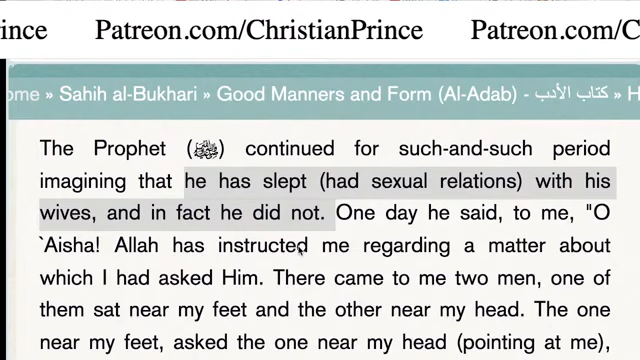 ince Patreon.com/ChristianPrince Patreon.com/C
ome » Sahih al-Bukhari » Good Manners and Form (Al-Adab) - كتاب الأدب » H
The Prophet (ﷺ) continued for such-and-such period
imagining that he has slept (had sexual relations) with his
wives, and in fact he did not. One day he said, to me, "O
`Aisha! Allah has instructed me regarding a matter about
which I had asked Him. There came to me two men, one of
them sat near my feet and the other near my head. The one
near my feet, asked the one near my head (pointing at me),